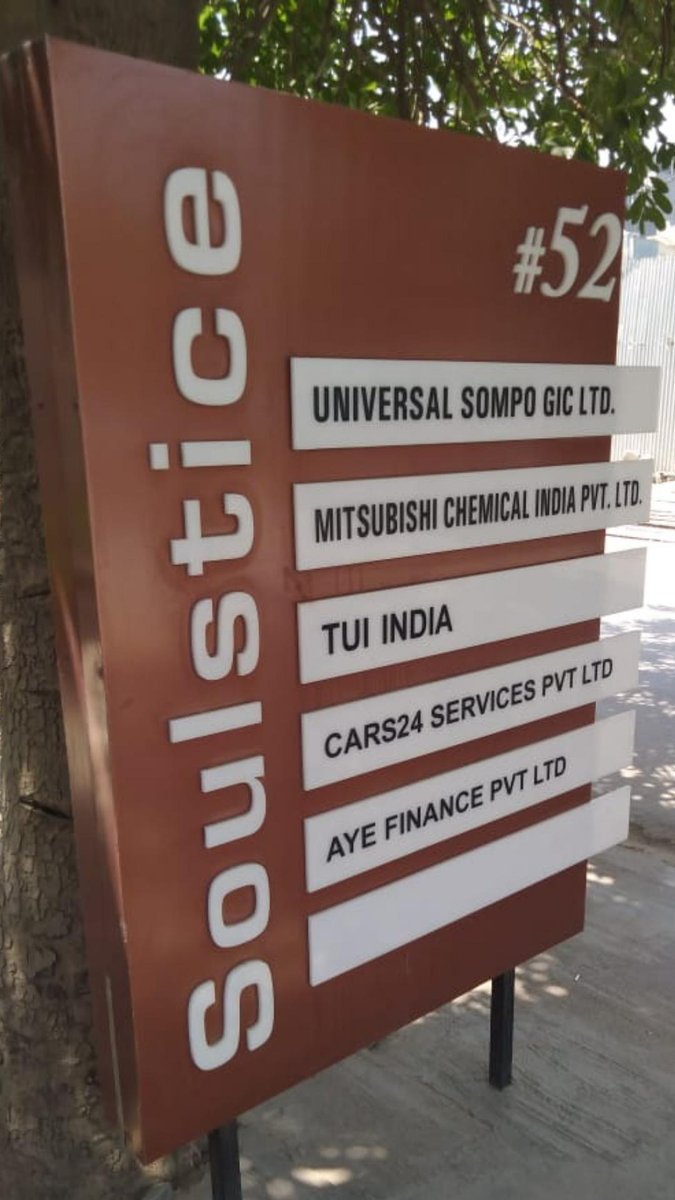 Soulstice
#52
UNIVERSAL SOMPO GIC LTD.
MITSUBISHI CHEMICAL INDIA PVT. LTD.
TUI INDIA
CARS24 SERVICES PVT LTD
AYE FINANCE PVT LTD